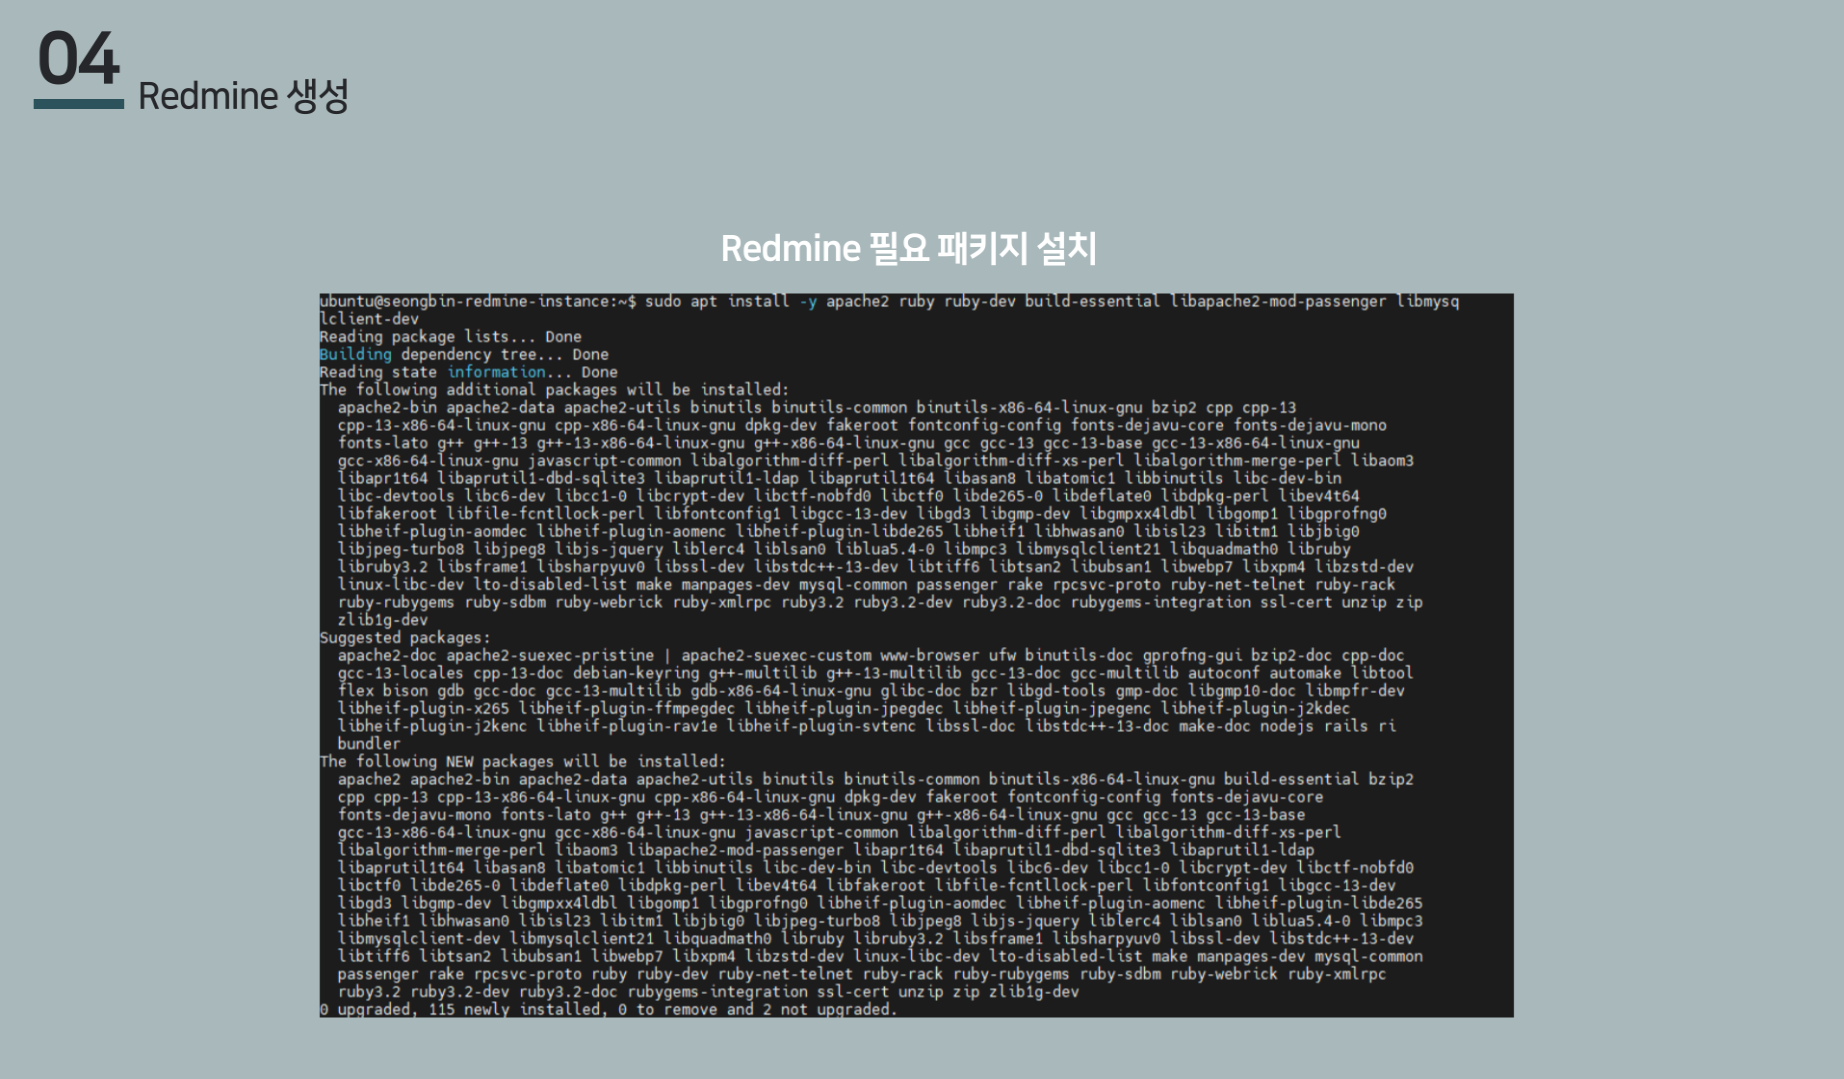 04
Redmine 생성
Redmine 필요 패키지 설치
ubuntu@seongbin-redmine-instance:~$ sudo apt install -y apache2 ruby ruby-dev build-essential libapache2-mod-passenger libmysq
lclient-dev
Reading package lists... Done
Building dependency tree... Done
Reading state information... Done
The following additional packages will be installed:
  apache2-bin apache2-data apache2-utils binutils binutils-common binutils-x86-64-linux-gnu bzip2 cpp cpp-13
  cpp-13-x86-64-linux-gnu cpp-x86-64-linux-gnu dpkg-dev fakeroot fontconfig-config fonts-dejavu-core fonts-dejavu-mono
  fonts-lato g++ g++-13 g++-13-x86-64-linux-gnu g++-x86-64-linux-gnu gcc gcc-13 gcc-13-base gcc-13-x86-64-linux-gnu
  gcc-x86-64-linux-gnu javascript-common libalgorithm-diff-perl libalgorithm-diff-xs-perl libalgorithm-merge-perl libaom3
  libapr1t64 libaprutil1-dbd-sqlite3 libaprutil1-ldap libaprutil1t64 libasan8 libatomic1 libbinutils libc-dev-bin
  libc-devtools libc6-dev libcc1-0 libcrypt-dev libctf-nobfd0 libctf0 libde265-0 libdeflate0 libdpkg-perl libev4t64
  libfakeroot libfile-fcntllock-perl libfontconfig1 libgcc-13-dev libgd3 libgmp-dev libgmpxx4ldbl libgomp1 libgprofng0
  libheif-plugin-aomdec libheif-plugin-aomenc libheif-plugin-libde265 libheif1 libhwasan0 libisl23 libitm1 libjbig0
  libjpeg-turbo8 libjpeg8 libjs-jquery liblerc4 liblsan0 liblua5.4-0 libmpc3 libmysqlclient21 libquadmath0 libruby
  libruby3.2 libsframe1 libsharpyuv0 libssl-dev libstdc++-13-dev libtiff6 libtsan2 libubsan1 libwebp7 libxpm4 libzstd-dev
  linux-libc-dev lto-disabled-list make manpages-dev mysql-common passenger rake rpcsvc-proto ruby-net-telnet ruby-rack
  ruby-rubygems ruby-sdbm ruby-webrick ruby-xmlrpc ruby3.2 ruby3.2-dev ruby3.2-doc rubygems-integration ssl-cert unzip zip
  zlib1g-dev
Suggested packages:
  apache2-doc apache2-suexec-pristine | apache2-suexec-custom www-browser ufw binutils-doc gprofng-gui bzip2-doc cpp-doc
  gcc-13-locales cpp-13-doc debian-keyring g++-multilib g++-13-multilib gcc-13-doc gcc-multilib autoconf automake libtool
  flex bison gdb gcc-doc gcc-13-multilib gdb-x86-64-linux-gnu glibc-doc bzr libgd-tools gmp-doc libgmp10-doc libmpfr-dev
  libheif-plugin-x265 libheif-plugin-ffmpegdec libheif-plugin-jpegdec libheif-plugin-jpegenc libheif-plugin-j2kdec
  libheif-plugin-j2kenc libheif-plugin-rav1e libheif-plugin-svtenc libssl-doc libstdc++-13-doc make-doc nodejs rails ri
  bundler
The following NEW packages will be installed:
  apache2 apache2-bin apache2-data apache2-utils binutils binutils-common binutils-x86-64-linux-gnu build-essential bzip2
  cpp cpp-13 cpp-13-x86-64-linux-gnu cpp-x86-64-linux-gnu dpkg-dev fakeroot fontconfig-config fonts-dejavu-core
  fonts-dejavu-mono fonts-lato g++ g++-13 g++-13-x86-64-linux-gnu g++-x86-64-linux-gnu gcc gcc-13 gcc-13-base
  gcc-13-x86-64-linux-gnu gcc-x86-64-linux-gnu javascript-common libalgorithm-diff-perl libalgorithm-diff-xs-perl
  libalgorithm-merge-perl libaom3 libapache2-mod-passenger libapr1t64 libaprutil1-dbd-sqlite3 libaprutil1-ldap
  libaprutil1t64 libasan8 libatomic1 libbinutils libc-dev-bin libc-devtools libc6-dev libcc1-0 libcrypt-dev libctf-nobfd0
  libctf0 libde265-0 libdeflate0 libdpkg-perl libev4t64 libfakeroot libfile-fcntllock-perl libfontconfig1 libgcc-13-dev
  libgd3 libgmp-dev libgmpxx4ldbl libgomp1 libgprofng0 libheif-plugin-aomdec libheif-plugin-aomenc libheif-plugin-libde265
  libheif1 libhwasan0 libisl23 libitm1 libjbig0 libjpeg-turbo8 libjpeg8 libjs-jquery liblerc4 liblsan0 liblua5.4-0 libmpc3
  libmysqlclient-dev libmysqlclient21 libquadmath0 libruby libruby3.2 libsframe1 libsharpyuv0 libssl-dev libstdc++-13-dev
  libtiff6 libtsan2 libubsan1 libwebp7 libxpm4 libzstd-dev linux-libc-dev lto-disabled-list make manpages-dev mysql-common
  passenger rake rpcsvc-proto ruby ruby-dev ruby-net-telnet ruby-rack ruby-rubygems ruby-sdbm ruby-webrick ruby-xmlrpc
  ruby3.2 ruby3.2-dev ruby3.2-doc rubygems-integration ssl-cert unzip zip zlib1g-dev
0 upgraded, 115 newly installed, 0 to remove and 2 not upgraded.